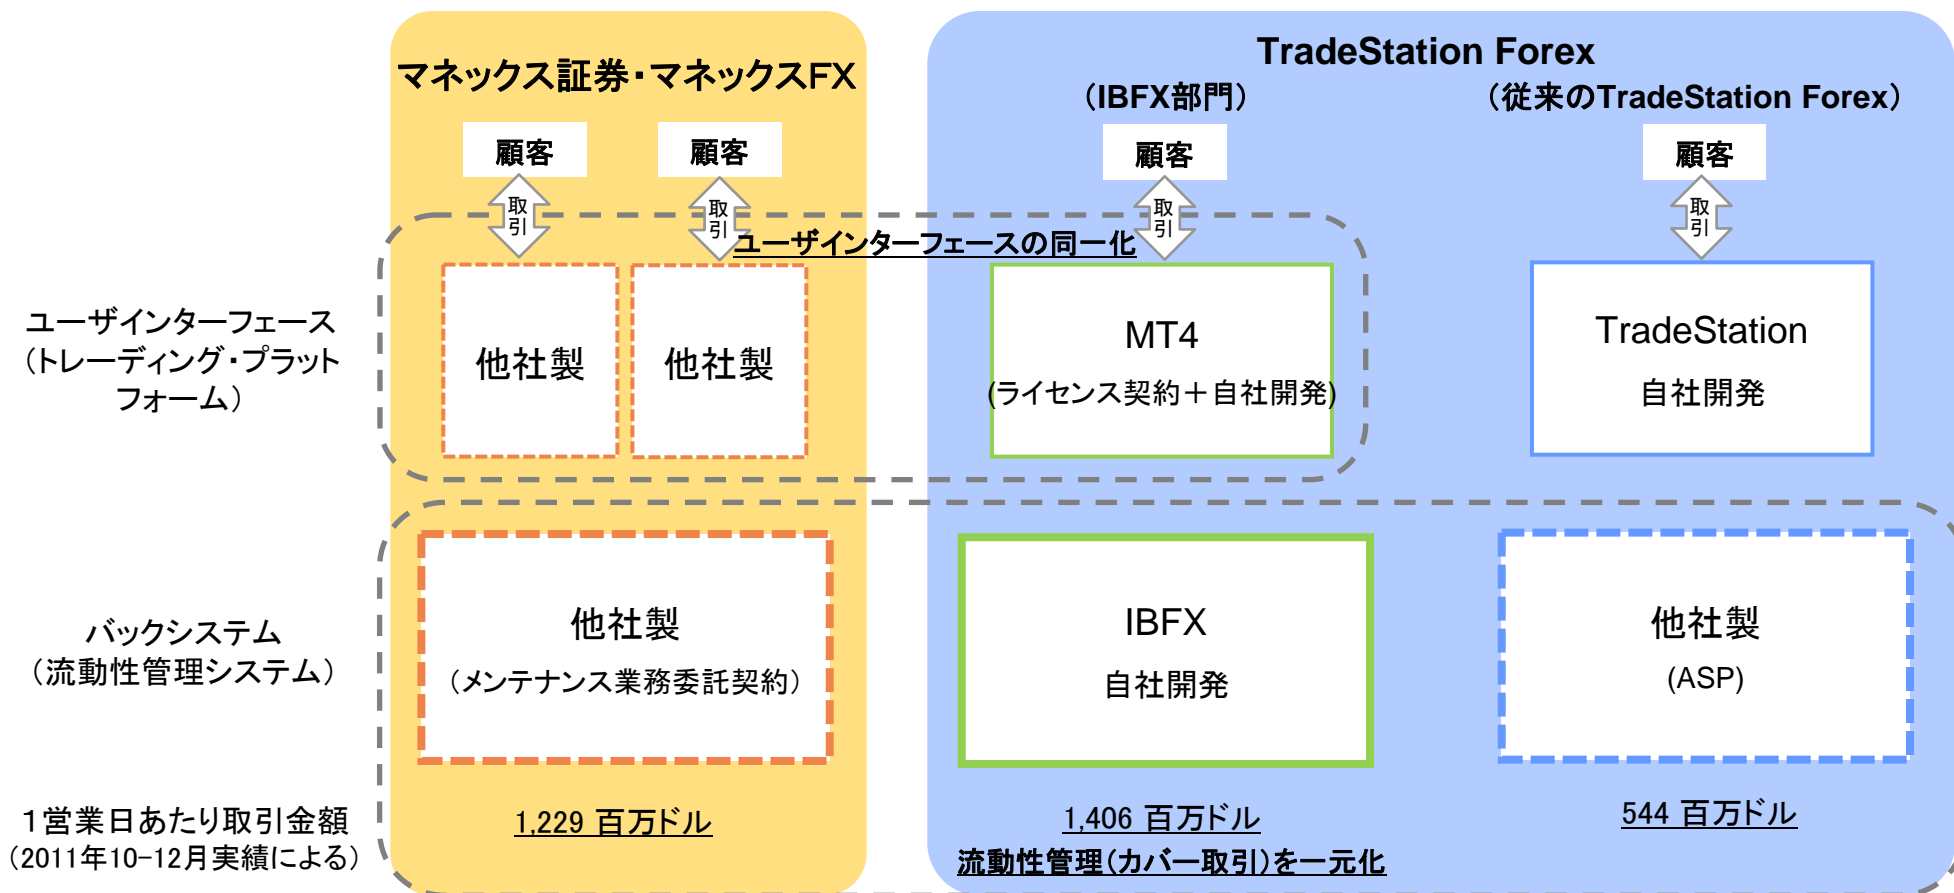 マネックス証券・マネックスFX
TradeStation Forex
（IBFX部門）
（従来のTradeStation Forex）
顧客
顧客
顧客
顧客
取引
取引
取引
取引
ユーザインターフェースの同一化
ユーザインターフェース
（トレーディング・プラット
フォーム）
他社製
他社製
MT4
(ライセンス契約＋自社開発)
TradeStation
自社開発
バックシステム
（流動性管理システム）
他社製
（メンテナンス業務委託契約）
IBFX
自社開発
他社製
(ASP)
１営業日あたり取引金額
（2011年10-12月実績による）
1,229 百万ドル
1,406 百万ドル
544 百万ドル
流動性管理（カバー取引）を一元化